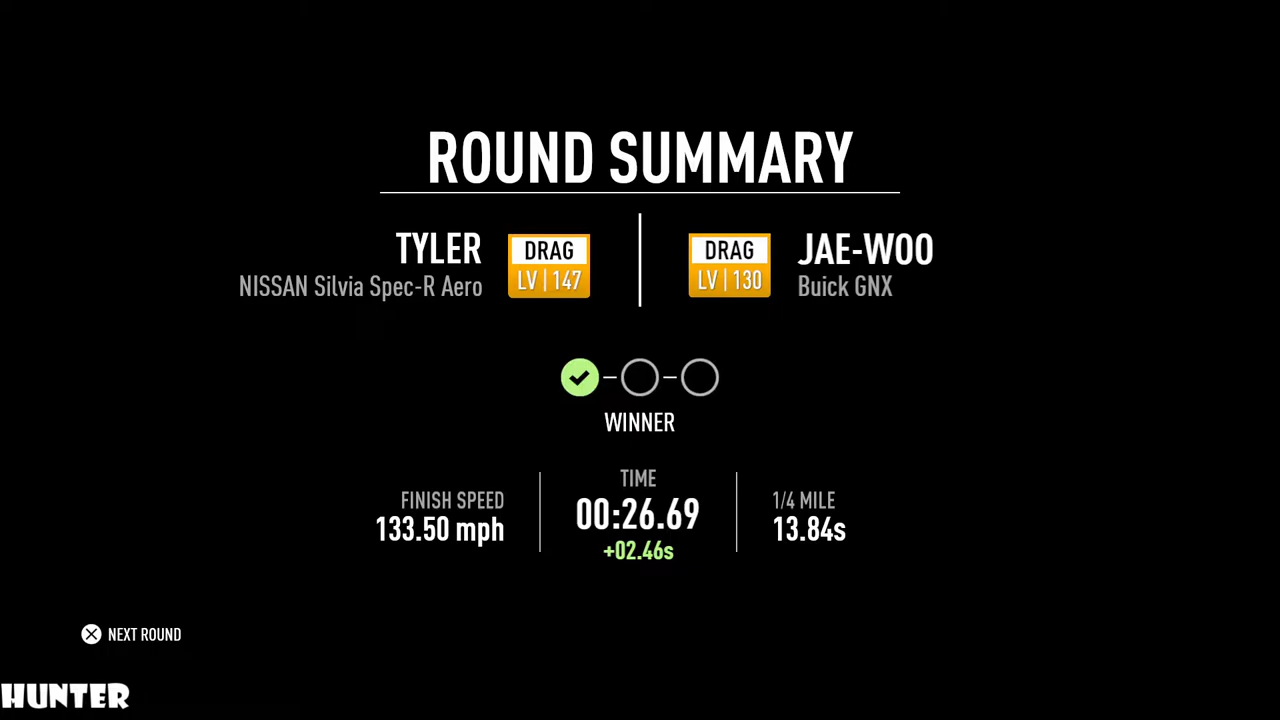 ROUND SUMMARY
TYLER
NISSAN Silvia Spec-R Aero
DRAG
LV | 147
DRAG
LV | 130
JAE-WOO
Buick GNX
WINNER
FINISH SPEED
133.50 mph
TIME
00:26.69
+02.46s
1/4 MILE
13.84s
NEXT ROUND
HUNTER